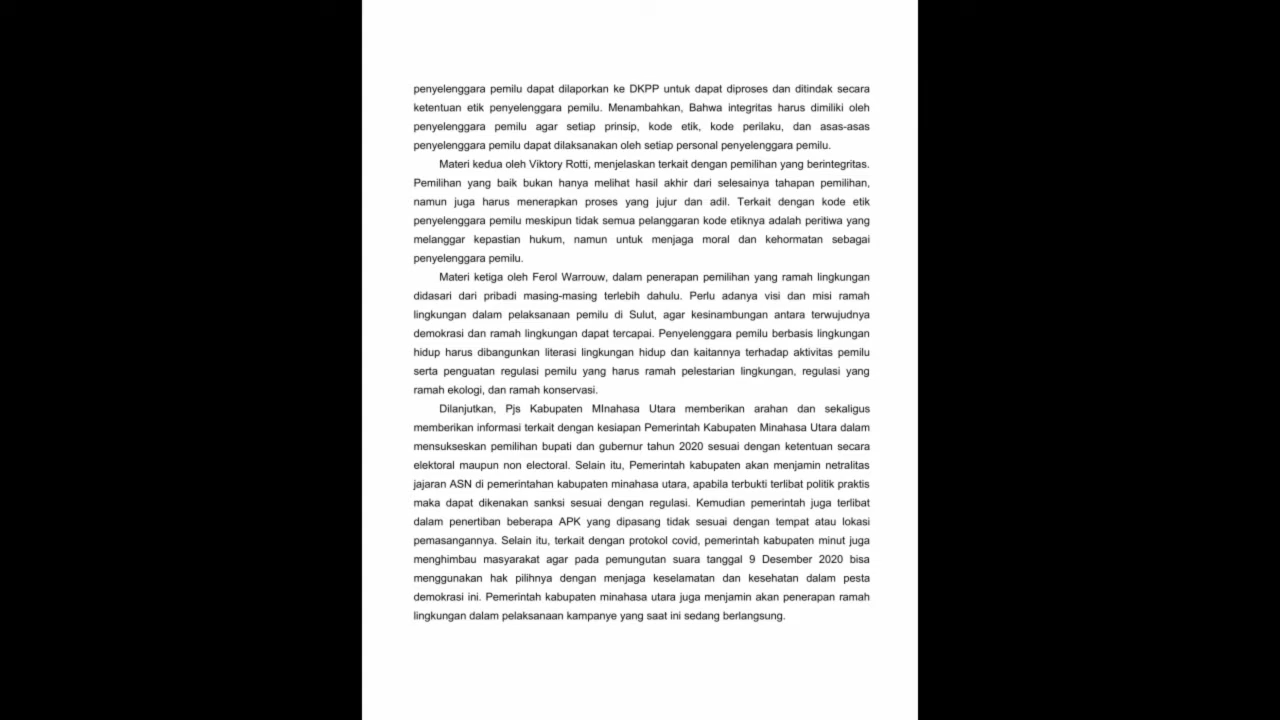 penyelenggara pemilu dapat dilaporkan ke DKPP untuk dapat diproses dan ditindak secara
ketentuan etik penyelenggara pemilu. Menambahkan, Bahwa integritas harus dimiliki oleh
penyelenggara pemilu agar setiap prinsip, kode etik, kode perilaku, dan asas-asas
penyelenggara pemilu dapat dilaksanakan oleh setiap personal penyelenggara pemilu.
Materi kedua oleh Viktory Rotti, menjelaskan terkait dengan pemilihan yang berintegritas.
Pemilihan yang baik bukan hanya melihat hasil akhir dari selesainya tahapan pemilihan,
namun juga harus menerapkan proses yang jujur dan adil. Terkait dengan kode etik
penyelenggara pemilu meskipun tidak semua pelanggaran kode etiknya adalah peritiwa yang
melanggar kepastian hukum, namun untuk menjaga moral dan kehormatan sebagai
penyelenggara pemilu.
Materi ketiga oleh Ferol Warrouw, dalam penerapan pemilihan yang ramah lingkungan
didasari dari pribadi masing-masing terlebih dahulu. Perlu adanya visi dan misi ramah
lingkungan dalam pelaksanaan pemilu di Sulut, agar kesinambungan antara terwujudnya
demokrasi dan ramah lingkungan dapat tercapai. Penyelenggara pemilu berbasis lingkungan
hidup harus dibangunkan literasi lingkungan hidup dan kaitannya terhadap aktivitas pemilu
serta penguatan regulasi pemilu yang harus ramah pelestarian lingkungan, regulasi yang
ramah ekologi, dan ramah konservasi.
Dilanjutkan, Pjs Kabupaten MInahasa Utara memberikan arahan dan sekaligus
memberikan informasi terkait dengan kesiapan Pemerintah Kabupaten Minahasa Utara dalam
mensukseskan pemilihan bupati dan gubernur tahun 2020 sesuai dengan ketentuan secara
elektoral maupun non electoral. Selain itu, Pemerintah kabupaten akan menjamin netralitas
jajaran ASN di pemerintahan kabupaten minahasa utara, apabila terbukti terlibat politik praktis
maka dapat dikenakan sanksi sesuai dengan regulasi. Kemudian pemerintah juga terlibat
dalam penertiban beberapa APK yang dipasang tidak sesuai dengan tempat atau lokasi
pemasangannya. Selain itu, terkait dengan protokol covid, pemerintah kabupaten minut juga
menghimbau masyarakat agar pada pemungutan suara tanggal 9 Desember 2020 bisa
menggunakan hak pilihnya dengan menjaga keselamatan dan kesehatan dalam pesta
demokrasi ini. Pemerintah kabupaten minahasa utara juga menjamin akan penerapan ramah
lingkungan dalam pelaksanaan kampanye yang saat ini sedang berlangsung.